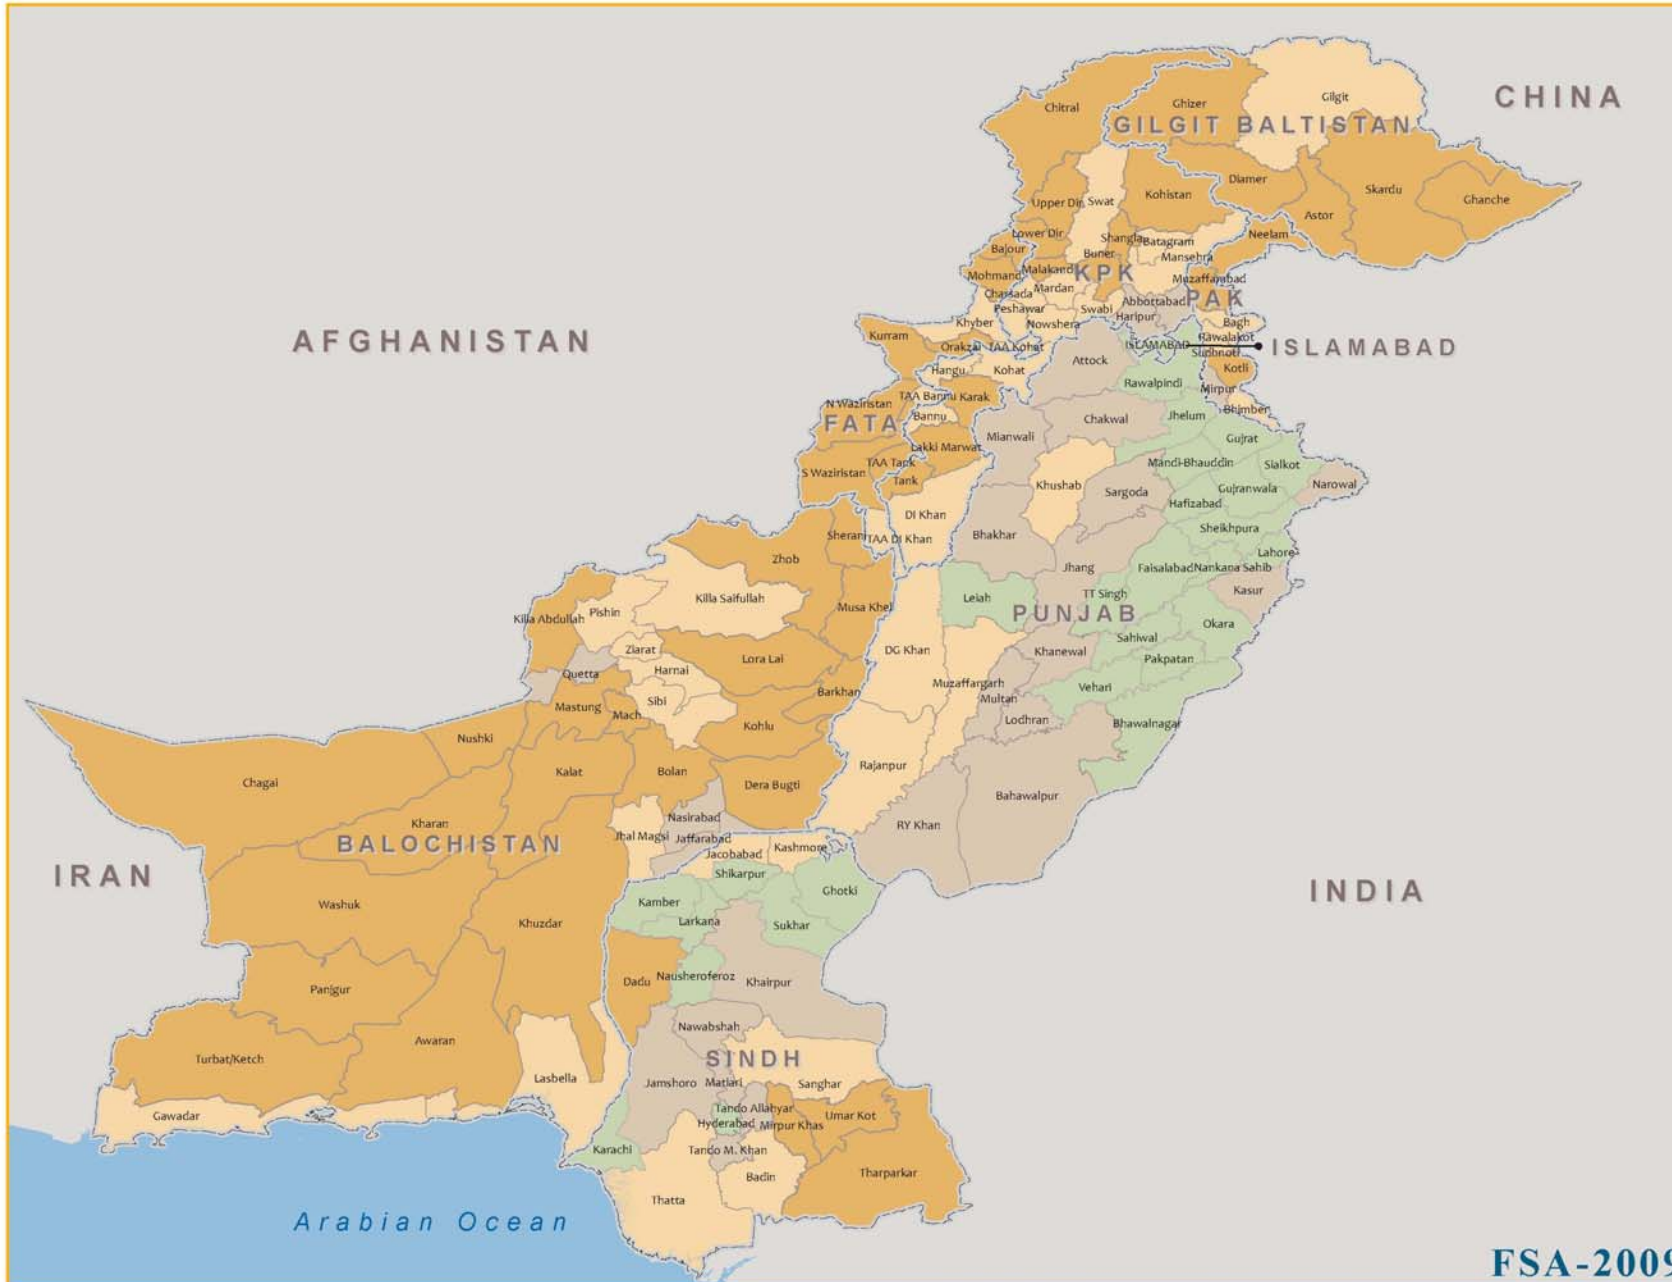 CHINA
Chitral
Ghizer
Gilgit
GILGIT BALTISTAN
Diamer
Skardu
Ghanche
Astor
Upper Dir
Swat
Kohistan
Lower Dir
Shangla
Batagram
Neelam
Bajour
Buner
Mansehra
Mohmand
Malakand
KPK
Muzaffarabad
Charsada
Mardan
Abbottabad
PAK
Peshawar
Swabi
Haripur
Khyber
Nowshera
Bagh
AFGHANISTAN
Kurram
Orakzai
TAA Kohat
Attock
ISLAMABAD
Rawalakot
Sudhnoti
ISLAMABAD
Hangu
Kohat
Kotli
Rawalpindi
Mirpur
N Waziristan
TAA Bannu
Karak
Bhimber
FATA
Bannu
Chakwal
Jhelum
Mianwali
Gujrat
Lakki Marwat
S Waziristan
TAA Tank
Tank
Mandi-Bhauddin
Sialkot
Khushab
Sargoda
Gujranwala
Narowal
Hafizabad
DI Khan
Sheikhpura
TAA DI Khan
Bhakhar
Sherani
Zhob
Lahore
Jhang
Faisalabad
Nankana Sahib
Kasur
Leiah
TT Singh
PUNJAB
Killa Saifullah
Musa Khel
Pishin
Killa Abdullah
Okara
Sahiwal
Ziarat
Lora Lai
DG Khan
Khanewal
Pakpatan
Quetta
Harnai
Muzaffargarh
Vehari
Sibi
Barkhan
Multan
Mastung
Mach
Lodhran
Bhawalnagar
Nushki
Kohlu
Chagai
Kalat
Bolan
Dera Bugti
Rajanpur
Bahawalpur
Kharan
Nasirabad
RY Khan
BALOCHISTAN
Jhal Magsi
Jaffarabad
Jacobabad
Kashmore
IRAN
Shikarpur
Ghotki
INDIA
Washuk
Kamber
Khuzdar
Larkana
Sukhar
Panjgur
Dadu
Nausheroferoz
Khairpur
Nawabshah
Awaran
Turbat/Ketch
SINDH
Lasbella
Jamshoro
Matiari
Sanghar
Gawadar
Tando Allahyar
Umar Kot
Hyderabad
Mirpur Khas
Karachi
Tando M. Khan
Badin
Tharparkar
Thatta
Arabian Ocean
FSA-2009